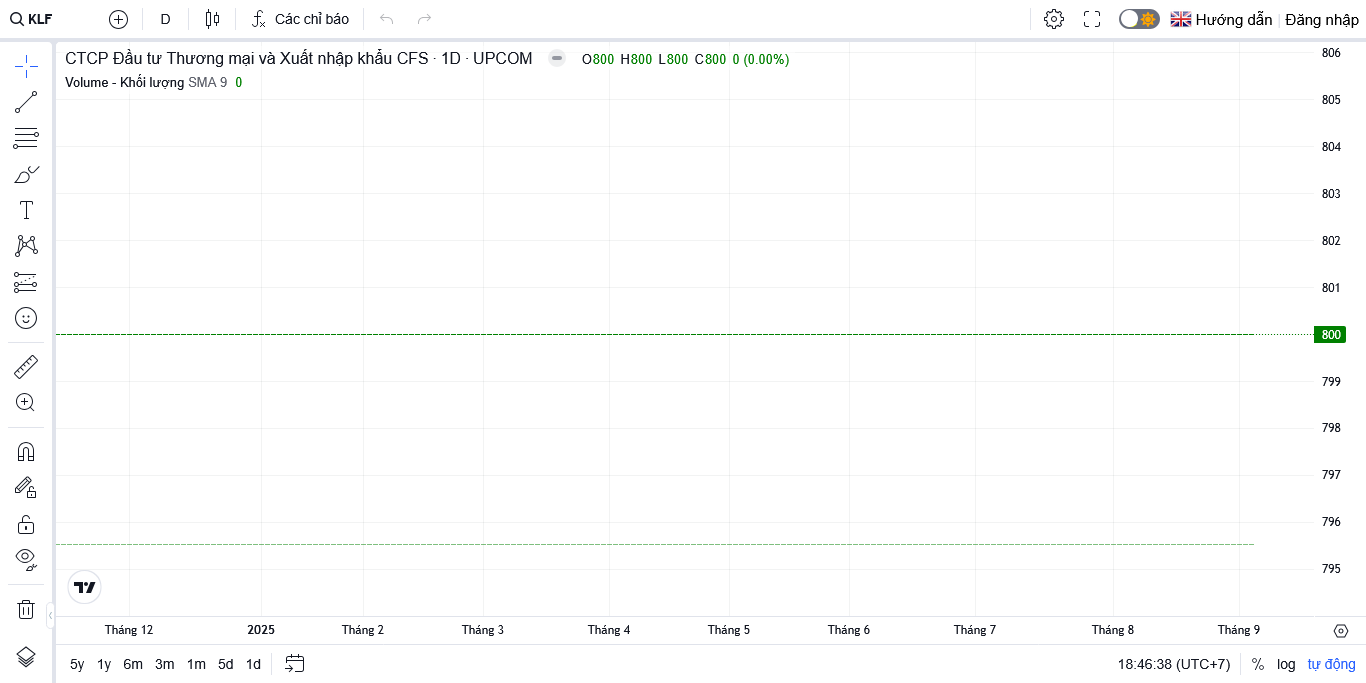 KLF D Các chỉ báo Hướng dẫn Đăng nhập
CTCP Đầu tư Thương mại và Xuất nhập khẩu CFS · 1D · UPCOM O800 H800 L800 C800 0 (0.00%)
Volume - Khối lượng SMA 9 0
806
805
804
803
802
801
800
799
798
797
796
795
Tháng 12 2025 Tháng 2 Tháng 3 Tháng 4 Tháng 5 Tháng 6 Tháng 7 Tháng 8 Tháng 9
5y 1y 6m 3m 1m 5d 1d 18:46:38 (UTC+7) % log tự động